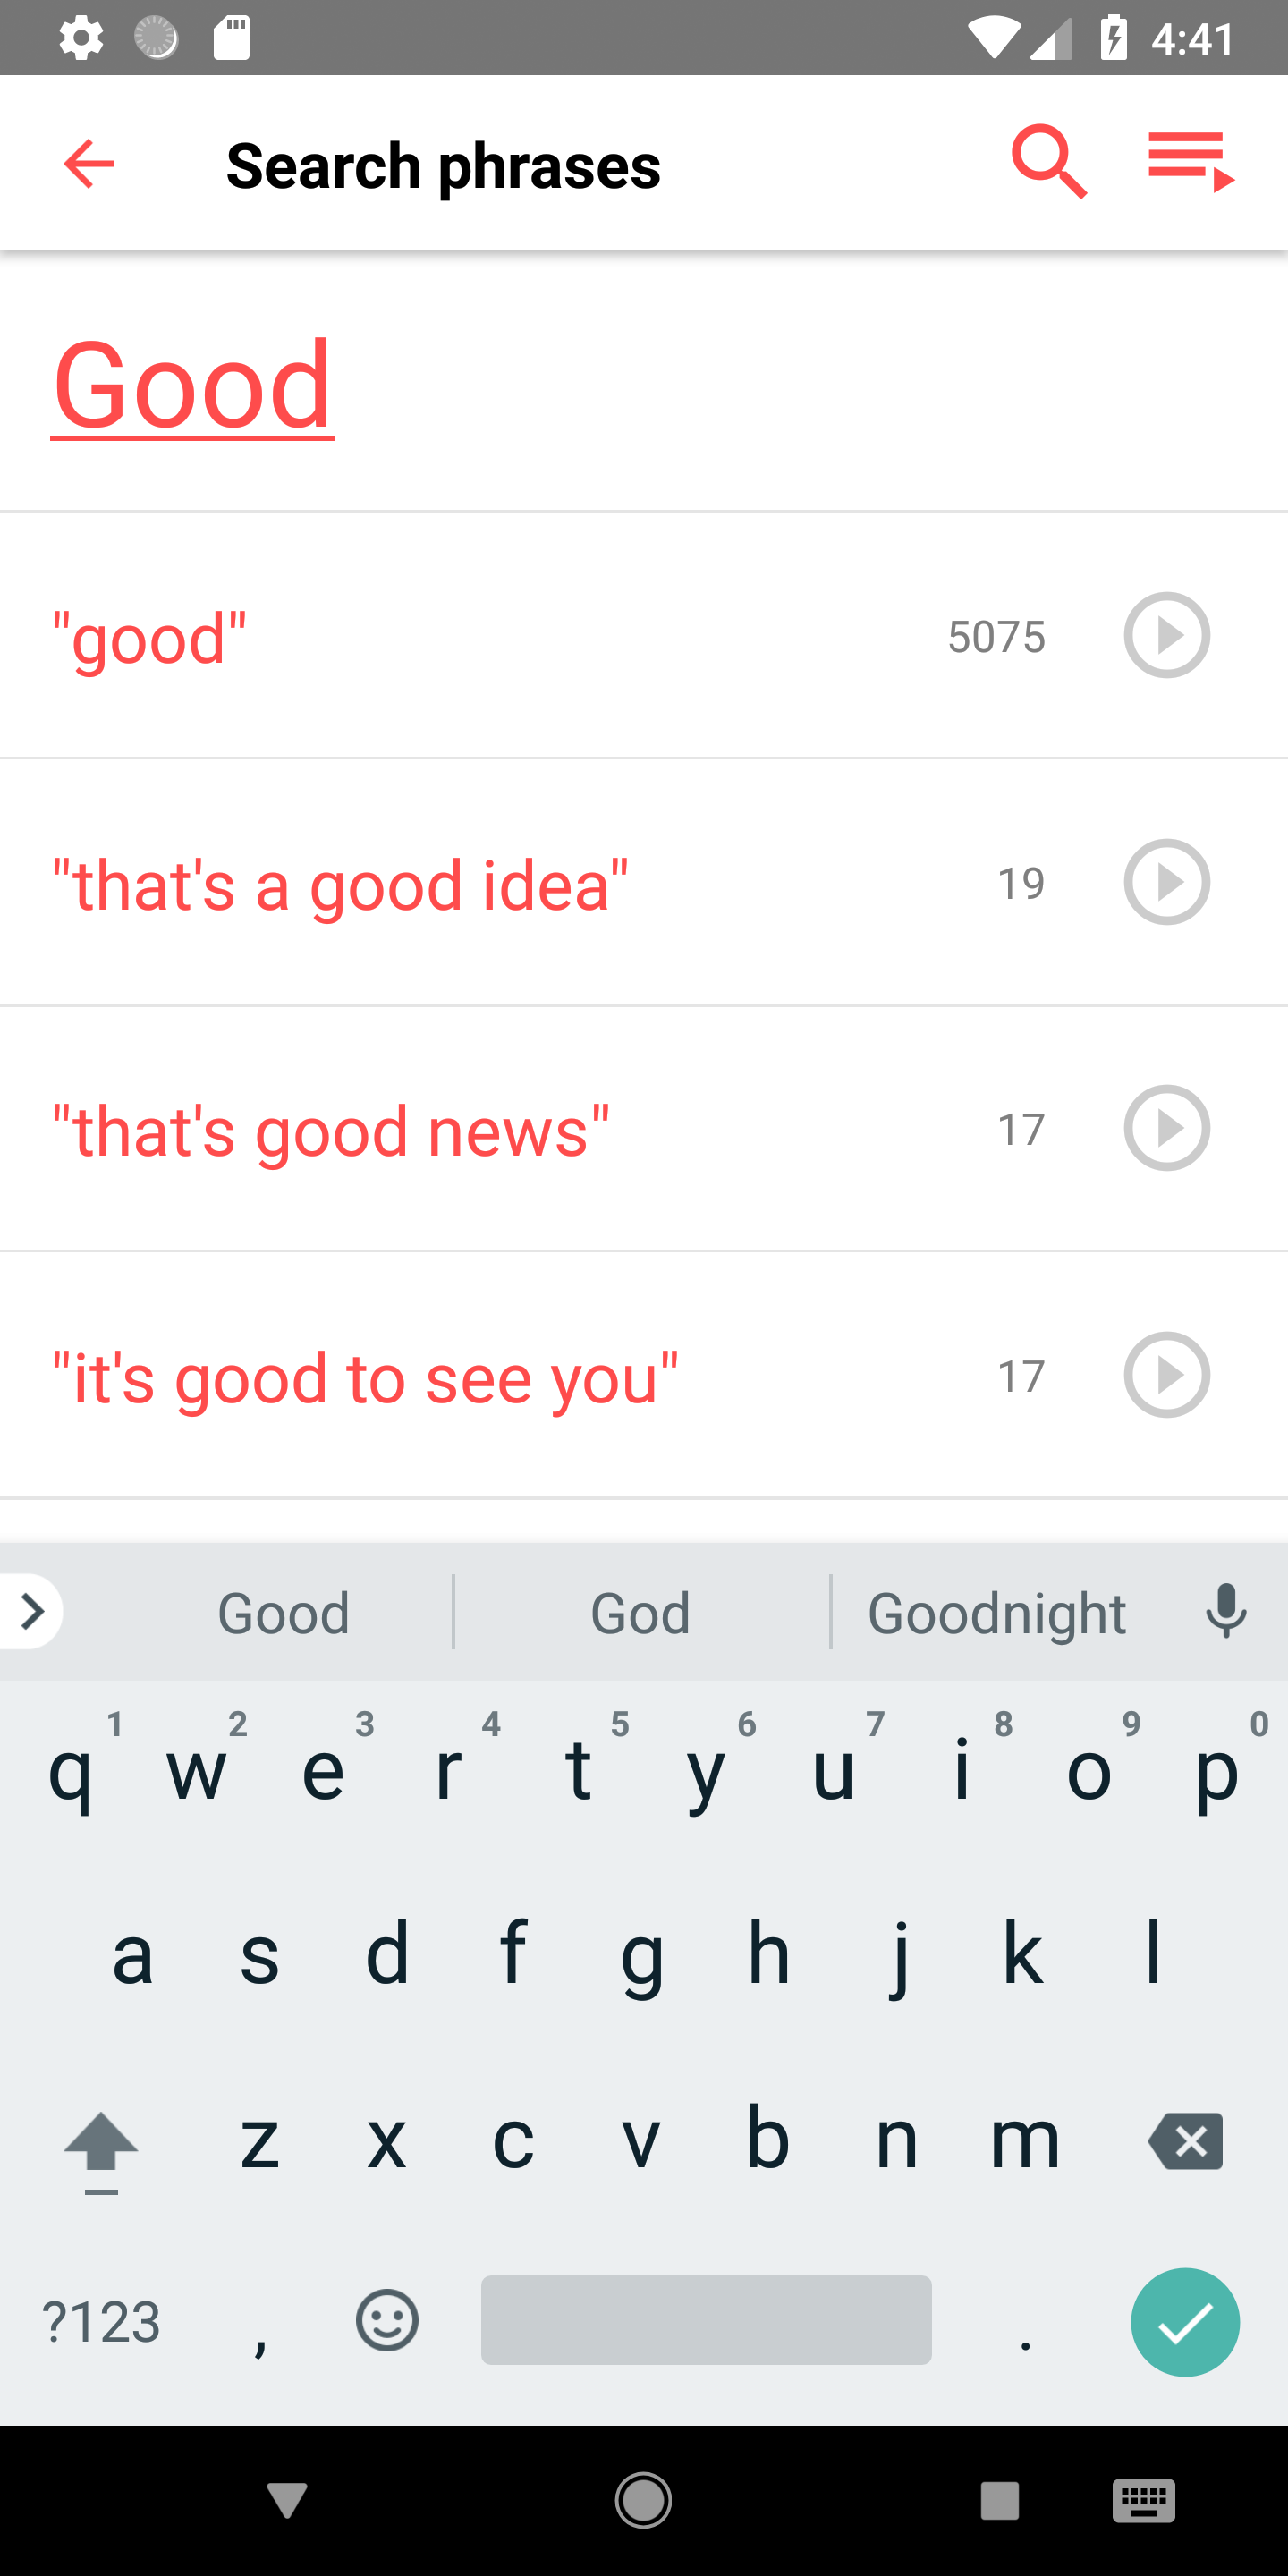 4:41
Search phrases
Good
"good" 5075
"that's a good idea" 19
"that's good news" 17
"it's good to see you" 17
Good God Goodnight
1 2 3 4 5 6 7 8 9 0
q w e r t y u i o p
a s d f g h j k l
z x c v b n m
?123 , .